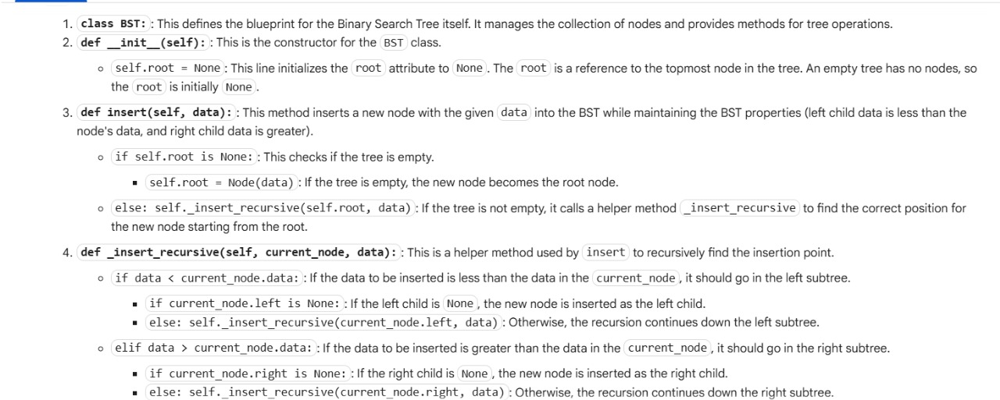 1. class BST: : This defines the blueprint for the Binary Search Tree itself. It manages the collection of nodes and provides methods for tree operations.
2. def __init__(self): : This is the constructor for the BST class.
◦ self.root = None : This line initializes the root attribute to None . The root is a reference to the topmost node in the tree. An empty tree has no nodes, so
the root is initially None .
3. def insert(self, data): : This method inserts a new node with the given data into the BST while maintaining the BST properties (left child data is less than the
node's data, and right child data is greater).
◦ if self.root is None: : This checks if the tree is empty.
▪ self.root = Node(data) : If the tree is empty, the new node becomes the root node.
◦ else: self._insert_recursive(self.root, data) : If the tree is not empty, it calls a helper method _insert_recursive to find the correct position for
the new node starting from the root.
4. def _insert_recursive(self, current_node, data): : This is a helper method used by insert to recursively find the insertion point.
◦ if data < current_node.data: : If the data to be inserted is less than the data in the current_node , it should go in the left subtree.
▪ if current_node.left is None: : If the left child is None , the new node is inserted as the left child.
▪ else: self._insert_recursive(current_node.left, data) : Otherwise, the recursion continues down the left subtree.
◦ elif data > current_node.data: : If the data to be inserted is greater than the data in the current_node , it should go in the right subtree.
▪ if current_node.right is None: : If the right child is None , the new node is inserted as the right child.
▪ else: self._insert_recursive(current_node.right, data) : Otherwise, the recursion continues down the right subtree.